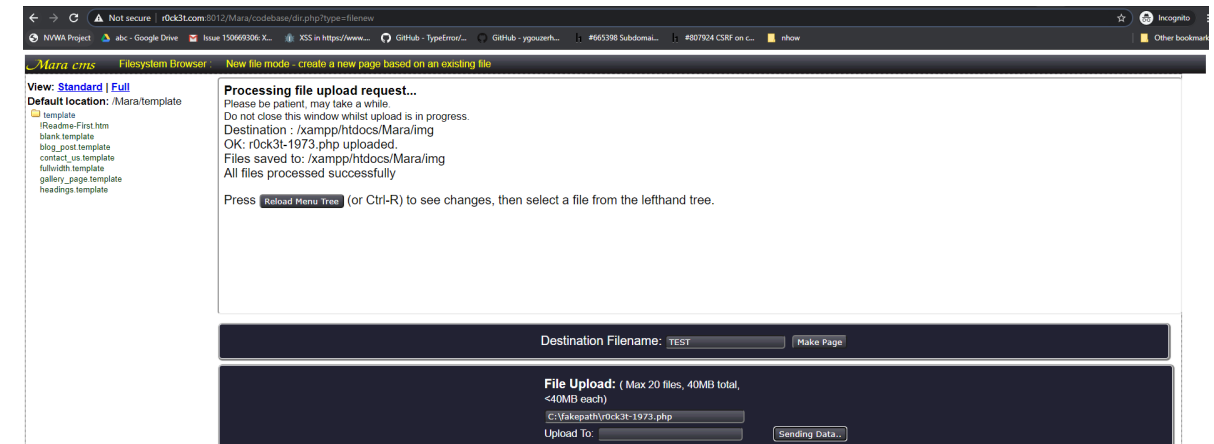 Not secure | r0ck3t.com:8012/Mara/codebase/dir.php?type=filenew
Incognito
NVWA Project abc - Google Drive Issue 150669306: X... XSS in https://www.... GitHub - TypeError/... GitHub - ygouzerh... #665398 Subdomai... #807924 CSRF on c... nhow Other bookmark
Mara cms Filesystem Browser : New file mode - create a new page based on an existing file
View: Standard | Full
Default location: /Mara/template
template
!Readme-First.htm
blank.template
blog_post.template
contact_us.template
fullwidth.template
gallery_page.template
headings.template
Processing file upload request...
Please be patient, may take a while.
Do not close this window whilst upload is in progress.
Destination : /xampp/htdocs/Mara/img
OK: r0ck3t-1973.php uploaded.
Files saved to: /xampp/htdocs/Mara/img
All files processed successfully
Press Reload Menu Tree (or Ctrl-R) to see changes, then select a file from the lefthand tree.
Destination Filename: TEST Make Page
File Upload: ( Max 20 files, 40MB total,
<40MB each)
C:\fakepath\r0ck3t-1973.php
Upload To: Sending Data..